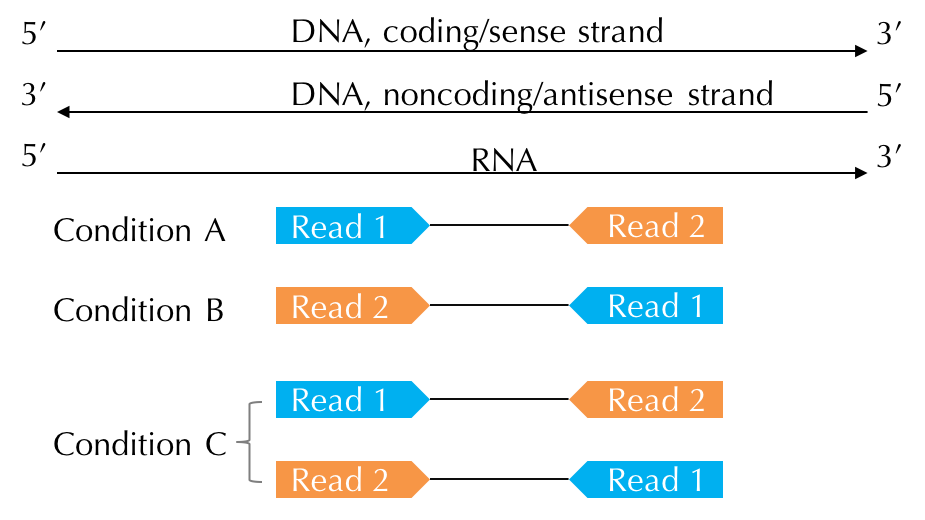 5′ DNA, coding/sense strand 3′
3′ DNA, noncoding/antisense strand 5′
5′ RNA 3′
Condition A Read 1 Read 2
Condition B Read 2 Read 1
Read 1 Read 2
Condition C
Read 2 Read 1